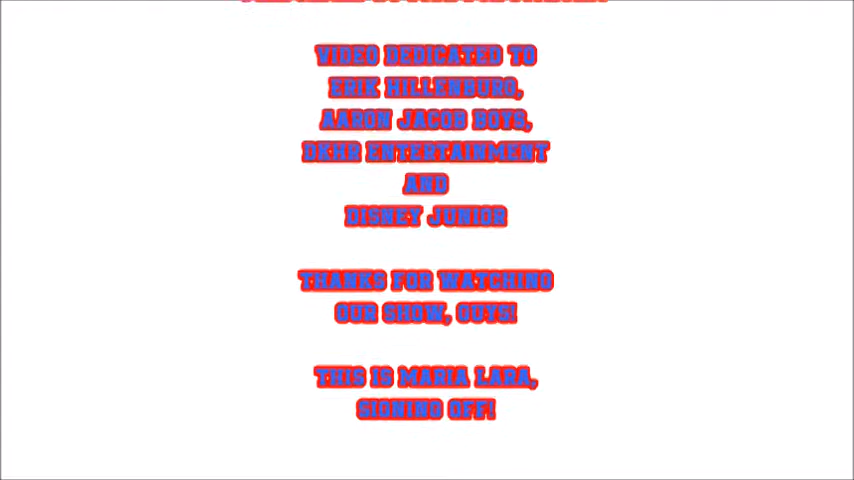 VIDEO DEDICATED TO
ERIK HILLENBURG,
AARON JACOB BOYS,
DKHR ENTERTAINMENT
AND
DISNEY JUNIOR
THANKS FOR WATCHING
OUR SHOW, GUYS!
THIS IS MARIA LARA,
SIGNING OFF!